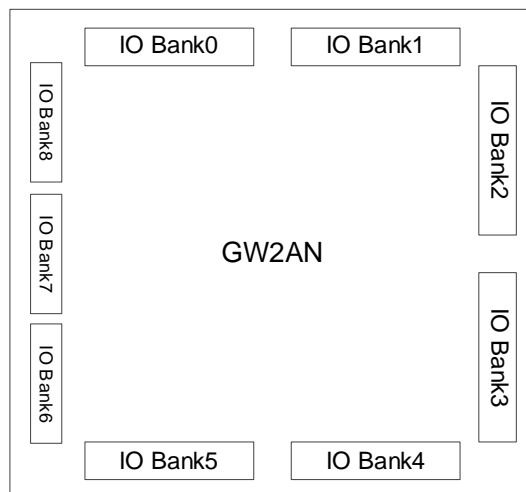 IO Bank0
IO Bank1
IO Bank8
IO Bank2
IO Bank7
GW2AN
IO Bank3
IO Bank6
IO Bank5
IO Bank4